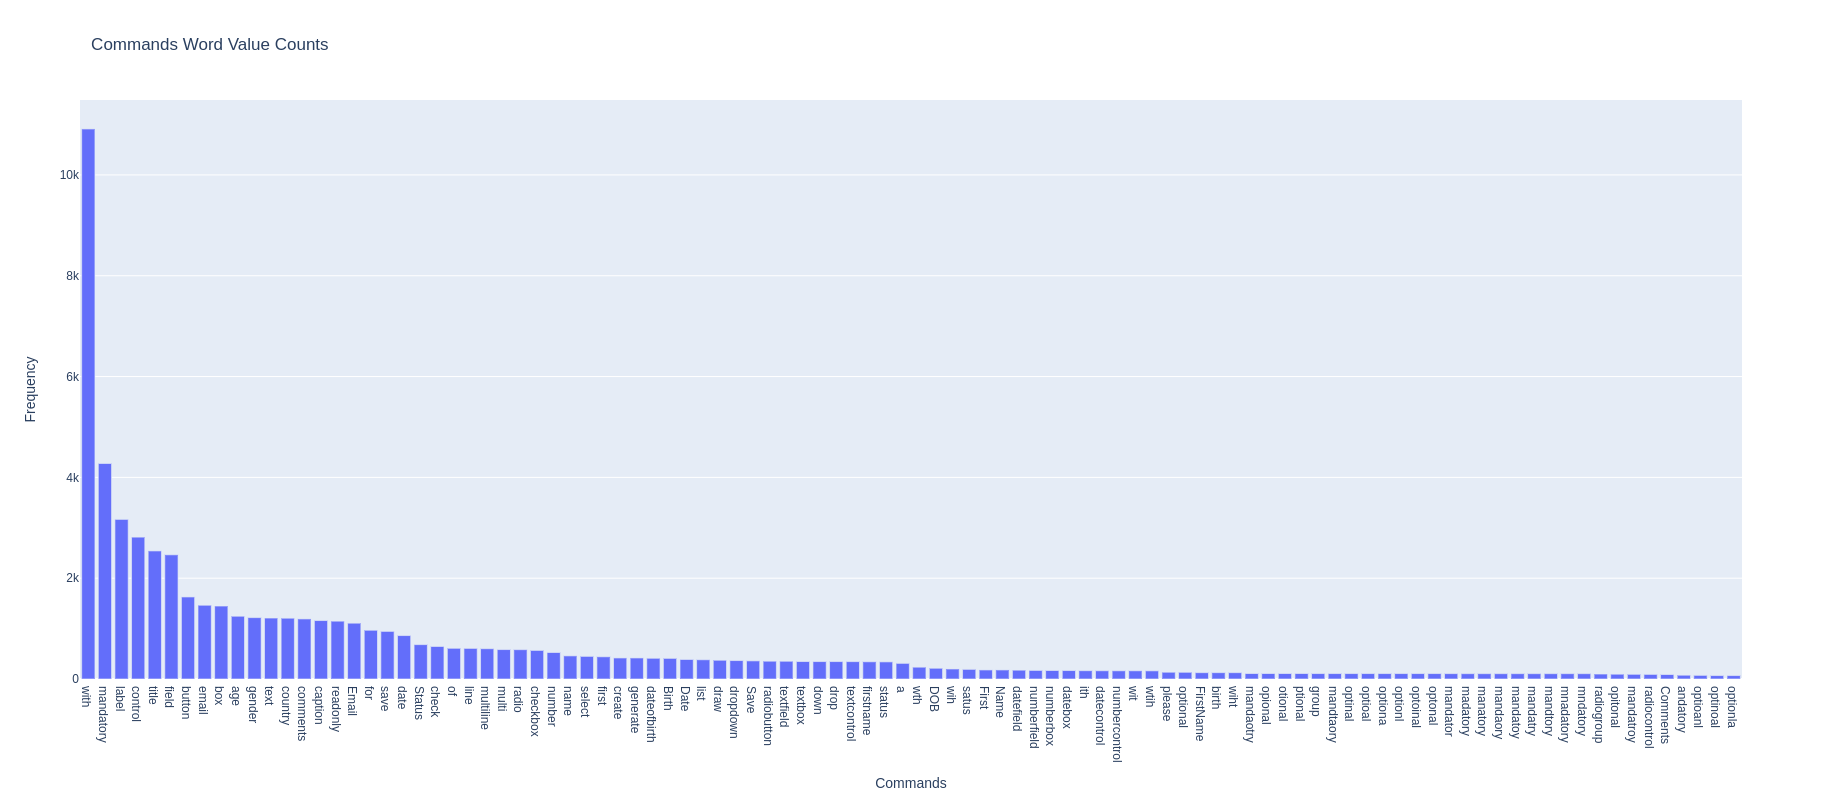 Commands Word Value Counts
10k
8k
6k
4k
2k
0
Frequency
with
mandatory
label
control
title
field
button
email
box
age
gender
text
country
comments
caption
readonly
Email
for
save
date
Status
check
of
line
multiline
multi
radio
checkbox
number
name
select
first
create
generate
dateofbirth
Birth
Date
list
draw
dropdown
Save
radiobutton
textfield
textbox
down
drop
textcontrol
firstname
status
a
wth
DOB
wih
satus
First
Name
datefield
numberfield
numberbox
datebox
ith
datecontrol
numbercontrol
wit
wtih
please
optional
FirstName
birth
wiht
mandaotry
opional
otional
ptional
group
mandtaory
optinal
optioal
optiona
optionl
optoinal
optonal
mandator
madatory
manatory
mandaory
mandatoy
mandatry
mandtory
mnadatory
mndatory
radiogroup
opitonal
mandatroy
radiocontrol
Comments
andatory
optioanl
optinoal
optionla
Commands